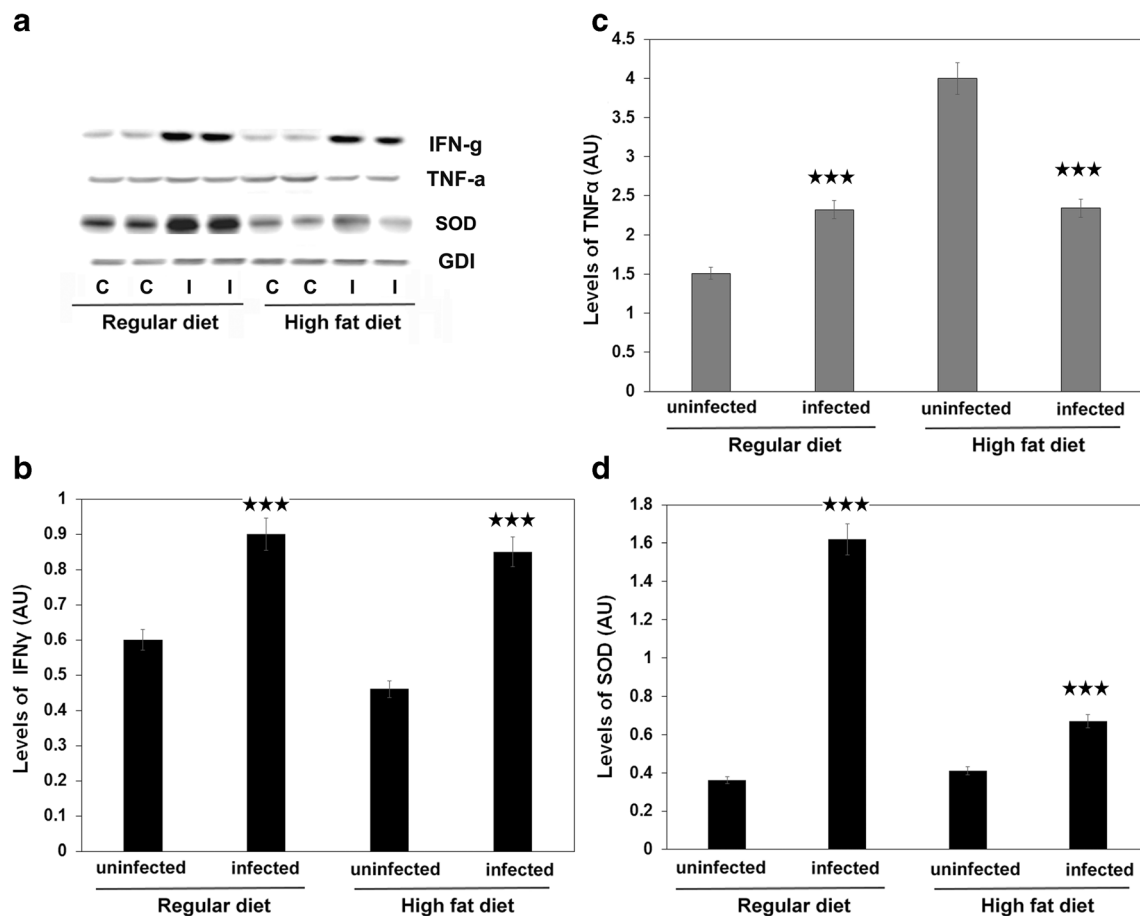 a
IFN-g
TNF-a
SOD
GDI
C C I I C C I I
Regular diet High fat diet
b
Levels of IFNγ (AU)
1
0.9
0.8
0.7
0.6
0.5
0.4
0.3
0.2
0.1
0
★★★
★★★
uninfected infected uninfected infected
Regular diet High fat diet
c
Levels of TNFα (AU)
4.5
4
3.5
3
2.5
2
1.5
1
0.5
0
★★★ ★★★
uninfected infected uninfected infected
Regular diet High fat diet
d
Levels of SOD (AU)
1.8
1.6
1.4
1.2
1
0.8
0.6
0.4
0.2
0
★★★
★★★
uninfected infected uninfected infected
Regular diet High fat diet